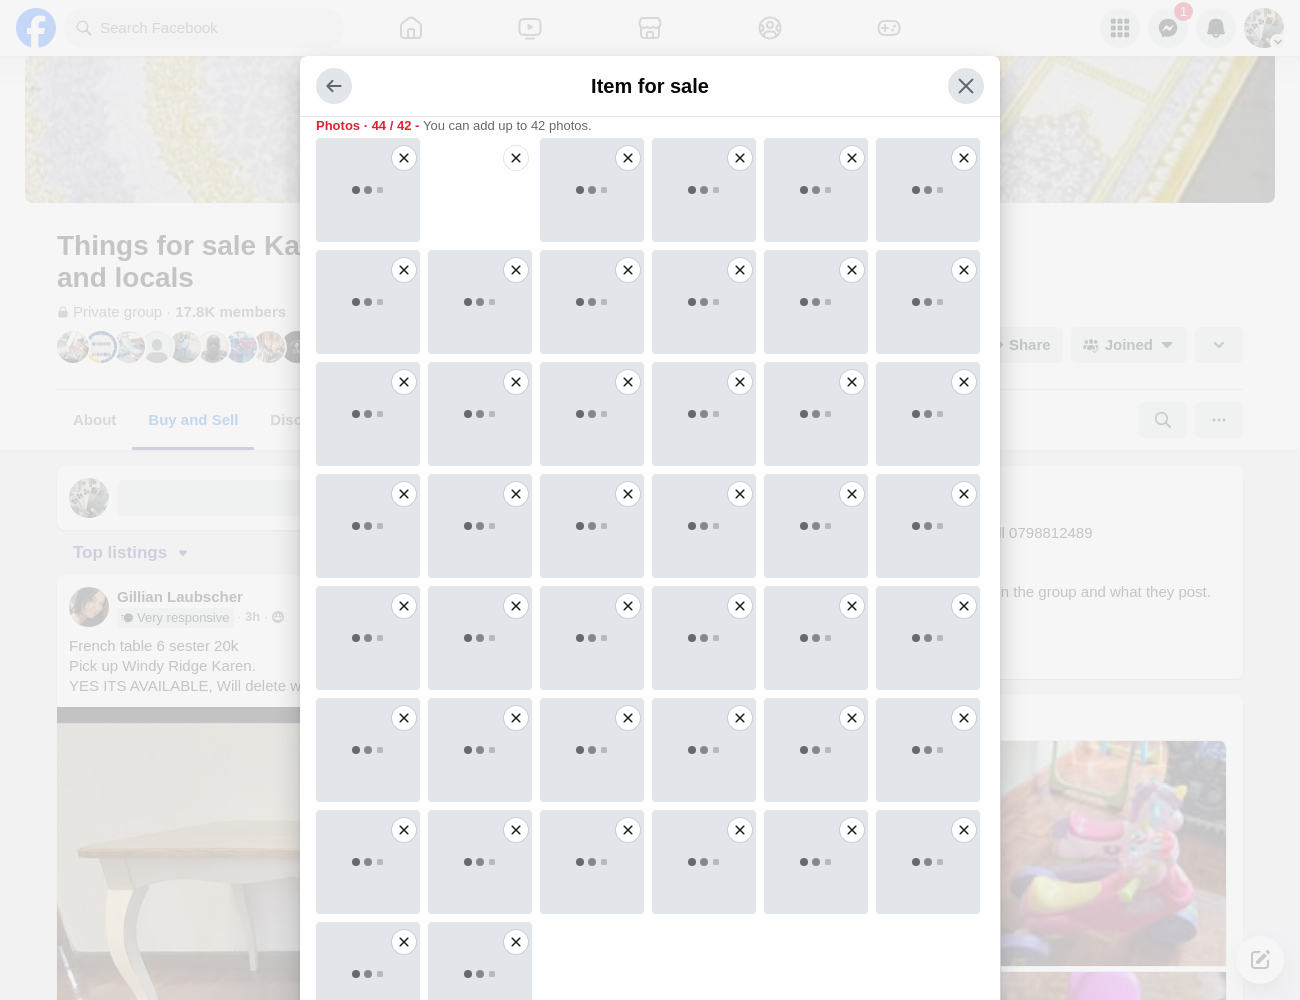 Search Facebook
1
Item for sale
Photos · 44 / 42 - You can add up to 42 photos.
Things for sale Ka
and locals
Private group · 17.8K members
Share
Joined
About
Buy and Sell
Disc
Top listings
ll 0798812489
Gillian Laubscher
Very responsive · 3h ·
n the group and what they post.
French table 6 sester 20k
Pick up Windy Ridge Karen.
YES ITS AVAILABLE, Will delete w